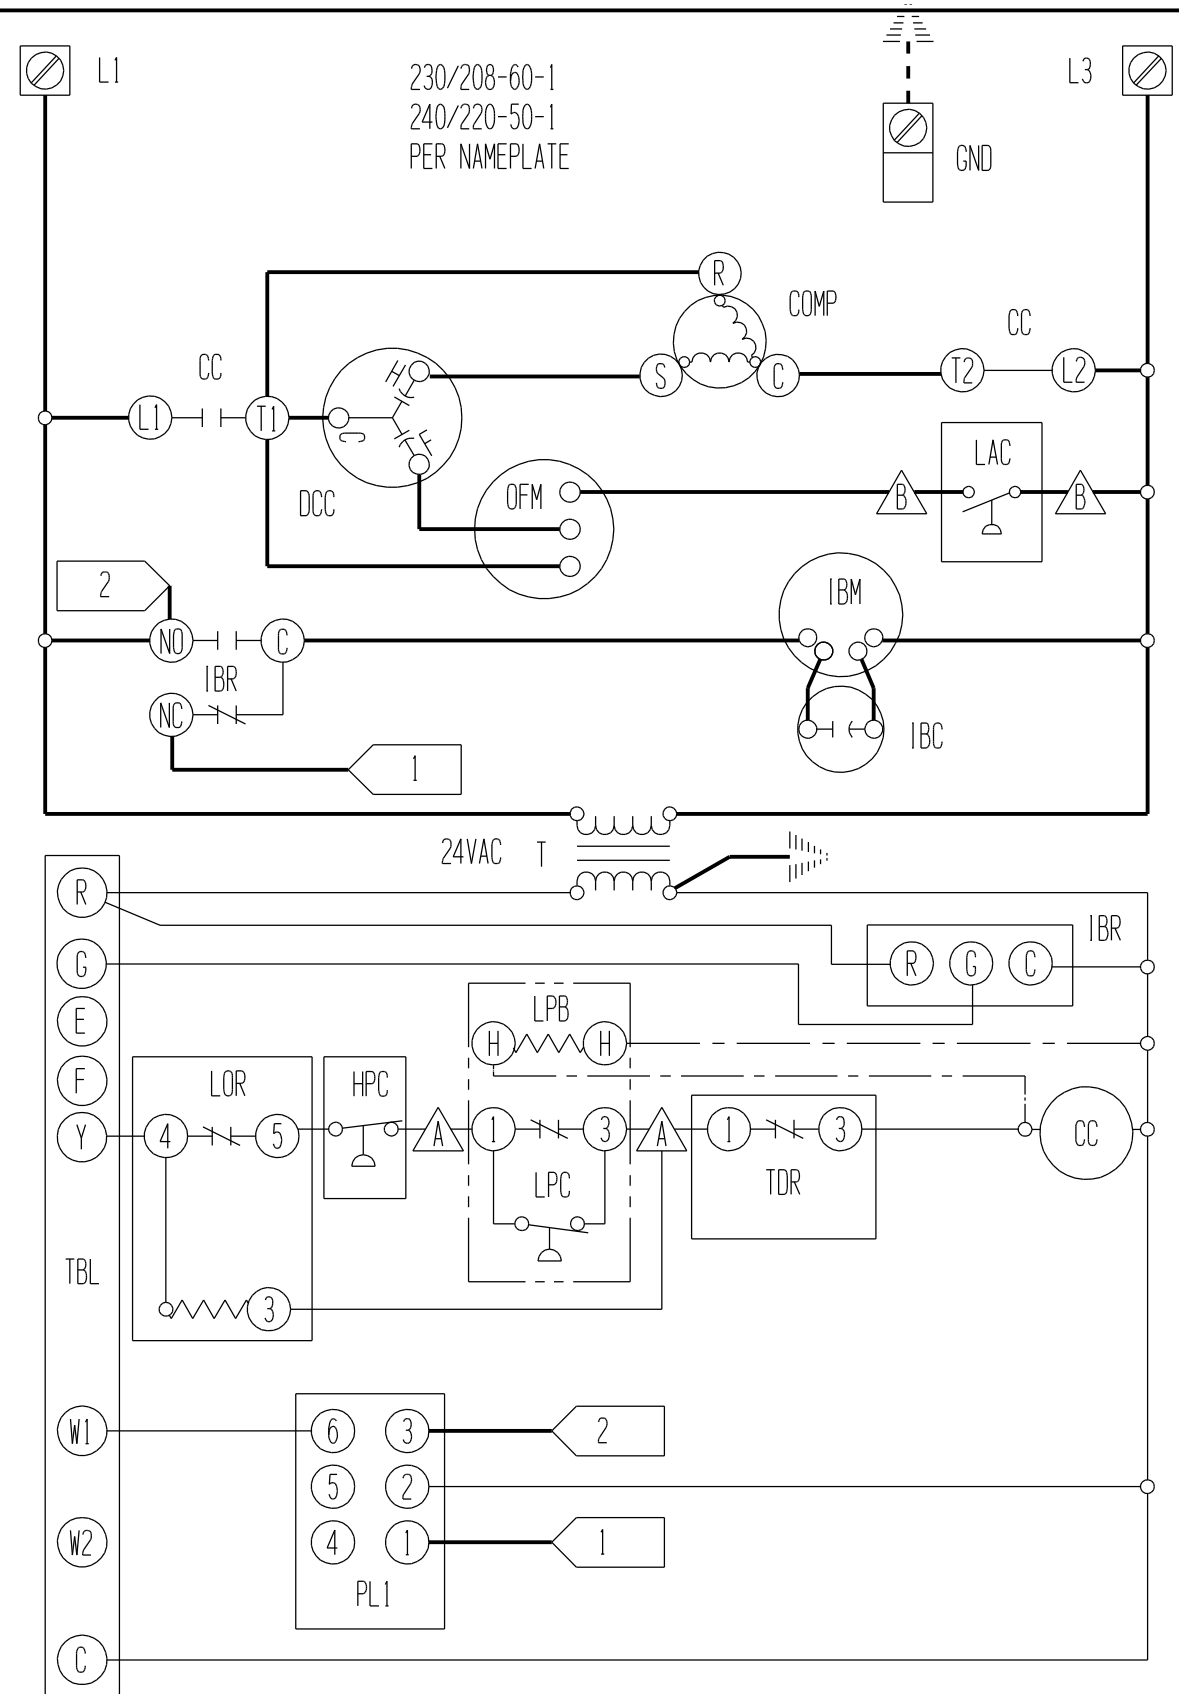 L1
230/208-60-1
240/220-50-1
PER NAMEPLATE
L3
GND
R
COMP
CC
CC
H
S
C
T2
L2
L1
T1
C
F
DCC
OFM
B
LAC
B
2
IBM
NO
C
IBR
NC
IBC
1
24VAC T
R
IBR
G
R
G
C
E
LPB
H
H
F
LOR
HPC
Y
4
5
A
1
3
A
1
3
CC
LPC
TDR
TBL
3
W1
6
3
2
5
2
W2
4
1
1
PL1
C